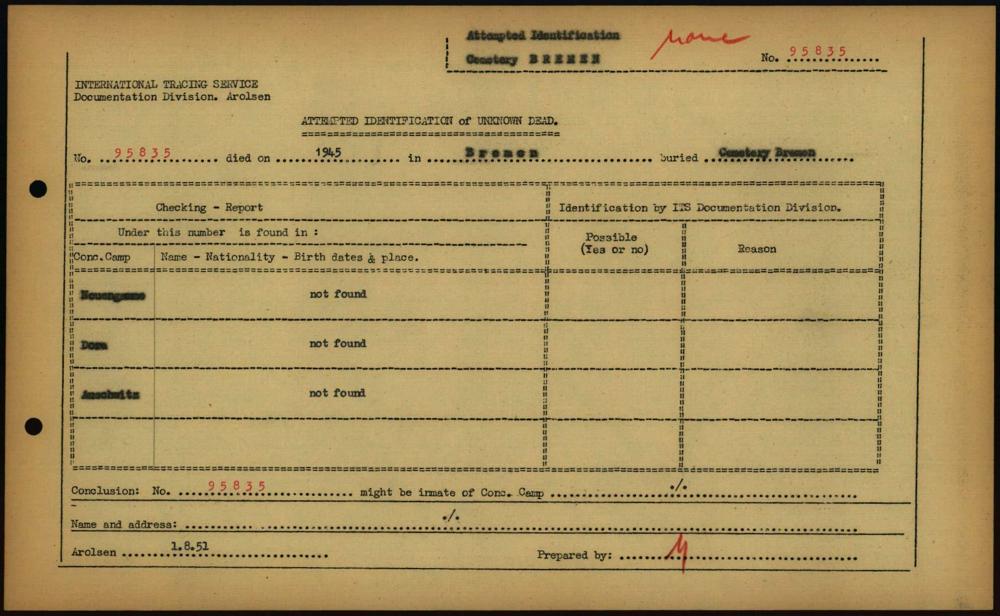 Attempted Identification
Cemetery B R E M E N
None
No. 95835
INTERNATIONAL TRACING SERVICE
Documentation Division. Arolsen
ATTEMPTED IDENTIFICATION of UNKNOWN DEAD.
No. 95835 died on 1945 in B r e m e n buried Cemetery Bremen
Checking - Report
Identification by ITS Documentation Division.
Under this number is found in :
Possible
(Yes or no)
Reason
Conc.Camp Name - Nationality - Birth dates & place.
Neuengamme not found
Dora not found
Auschwitz not found
Conclusion: No. 95835 might be inmate of Conc. Camp ./.
Name and address: ./.
Arolsen 1.8.51 Prepared by: